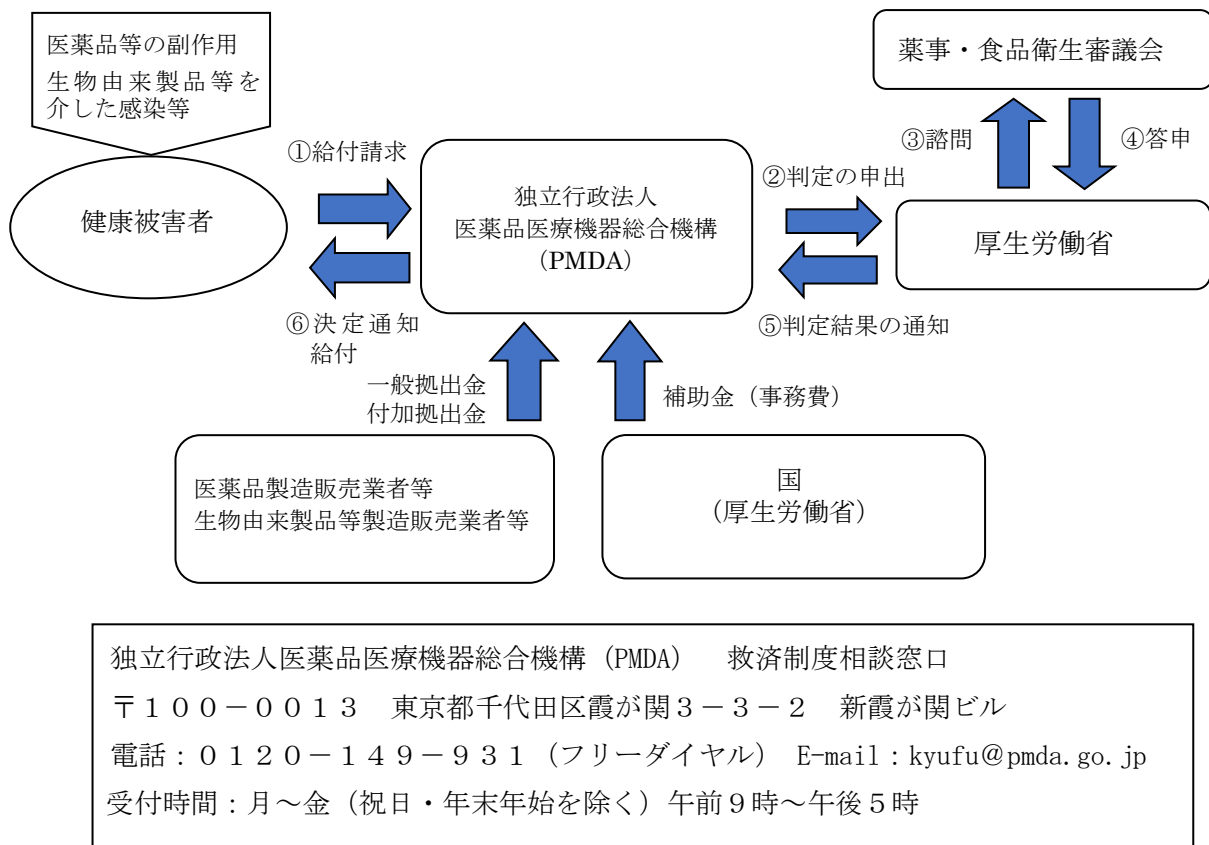 医薬品等の副作用
生物由来製品等を
介した感染等
健康被害者
①給付請求
⑥決定通知
給付
独立行政法人
医薬品医療機器総合機構
(PMDA)
②判定の申出
⑤判定結果の通知
薬事・食品衛生審議会
③諮問
④答申
厚生労働省
一般拠出金
付加拠出金
補助金（事務費）
医薬品製造販売業者等
生物由来製品等製造販売業者等
国
（厚生労働省）
独立行政法人医薬品医療機器総合機構（PMDA）　救済制度相談窓口
〒１００－００１３　東京都千代田区霞が関３－３－２　新霞が関ビル
電話：０１２０－１４９－９３１（フリーダイヤル）　E-mail：kyufu@pmda.go.jp
受付時間：月～金（祝日・年末年始を除く）午前９時～午後５時